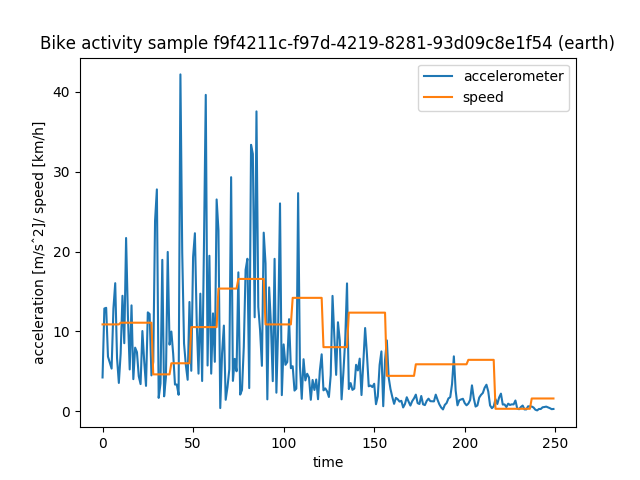 Bike activity sample f9f4211c-f97d-4219-8281-93d09c8e1f54 (earth)
accelerometer
speed
acceleration [m/s^2]/ speed [km/h]
40
30
20
10
0
0
50
100
150
200
250
time